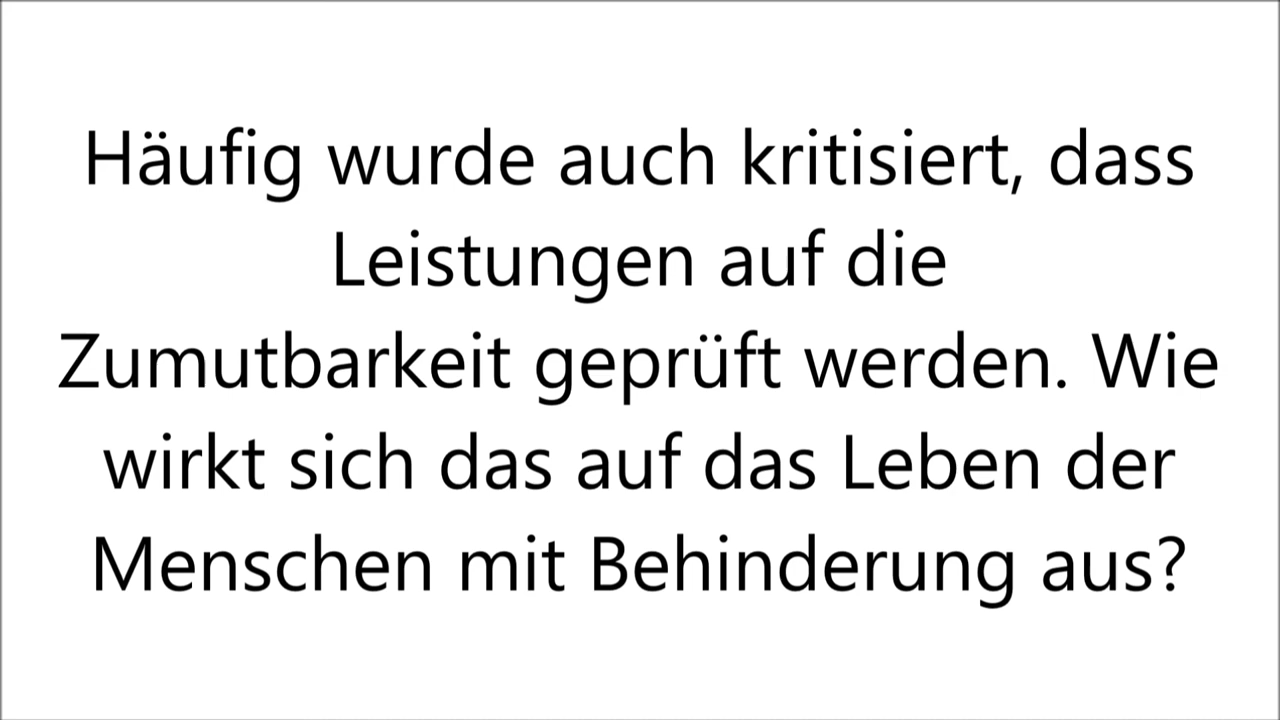 Häufig wurde auch kritisiert, dass
Leistungen auf die
Zumutbarkeit geprüft werden. Wie
wirkt sich das auf das Leben der
Menschen mit Behinderung aus?